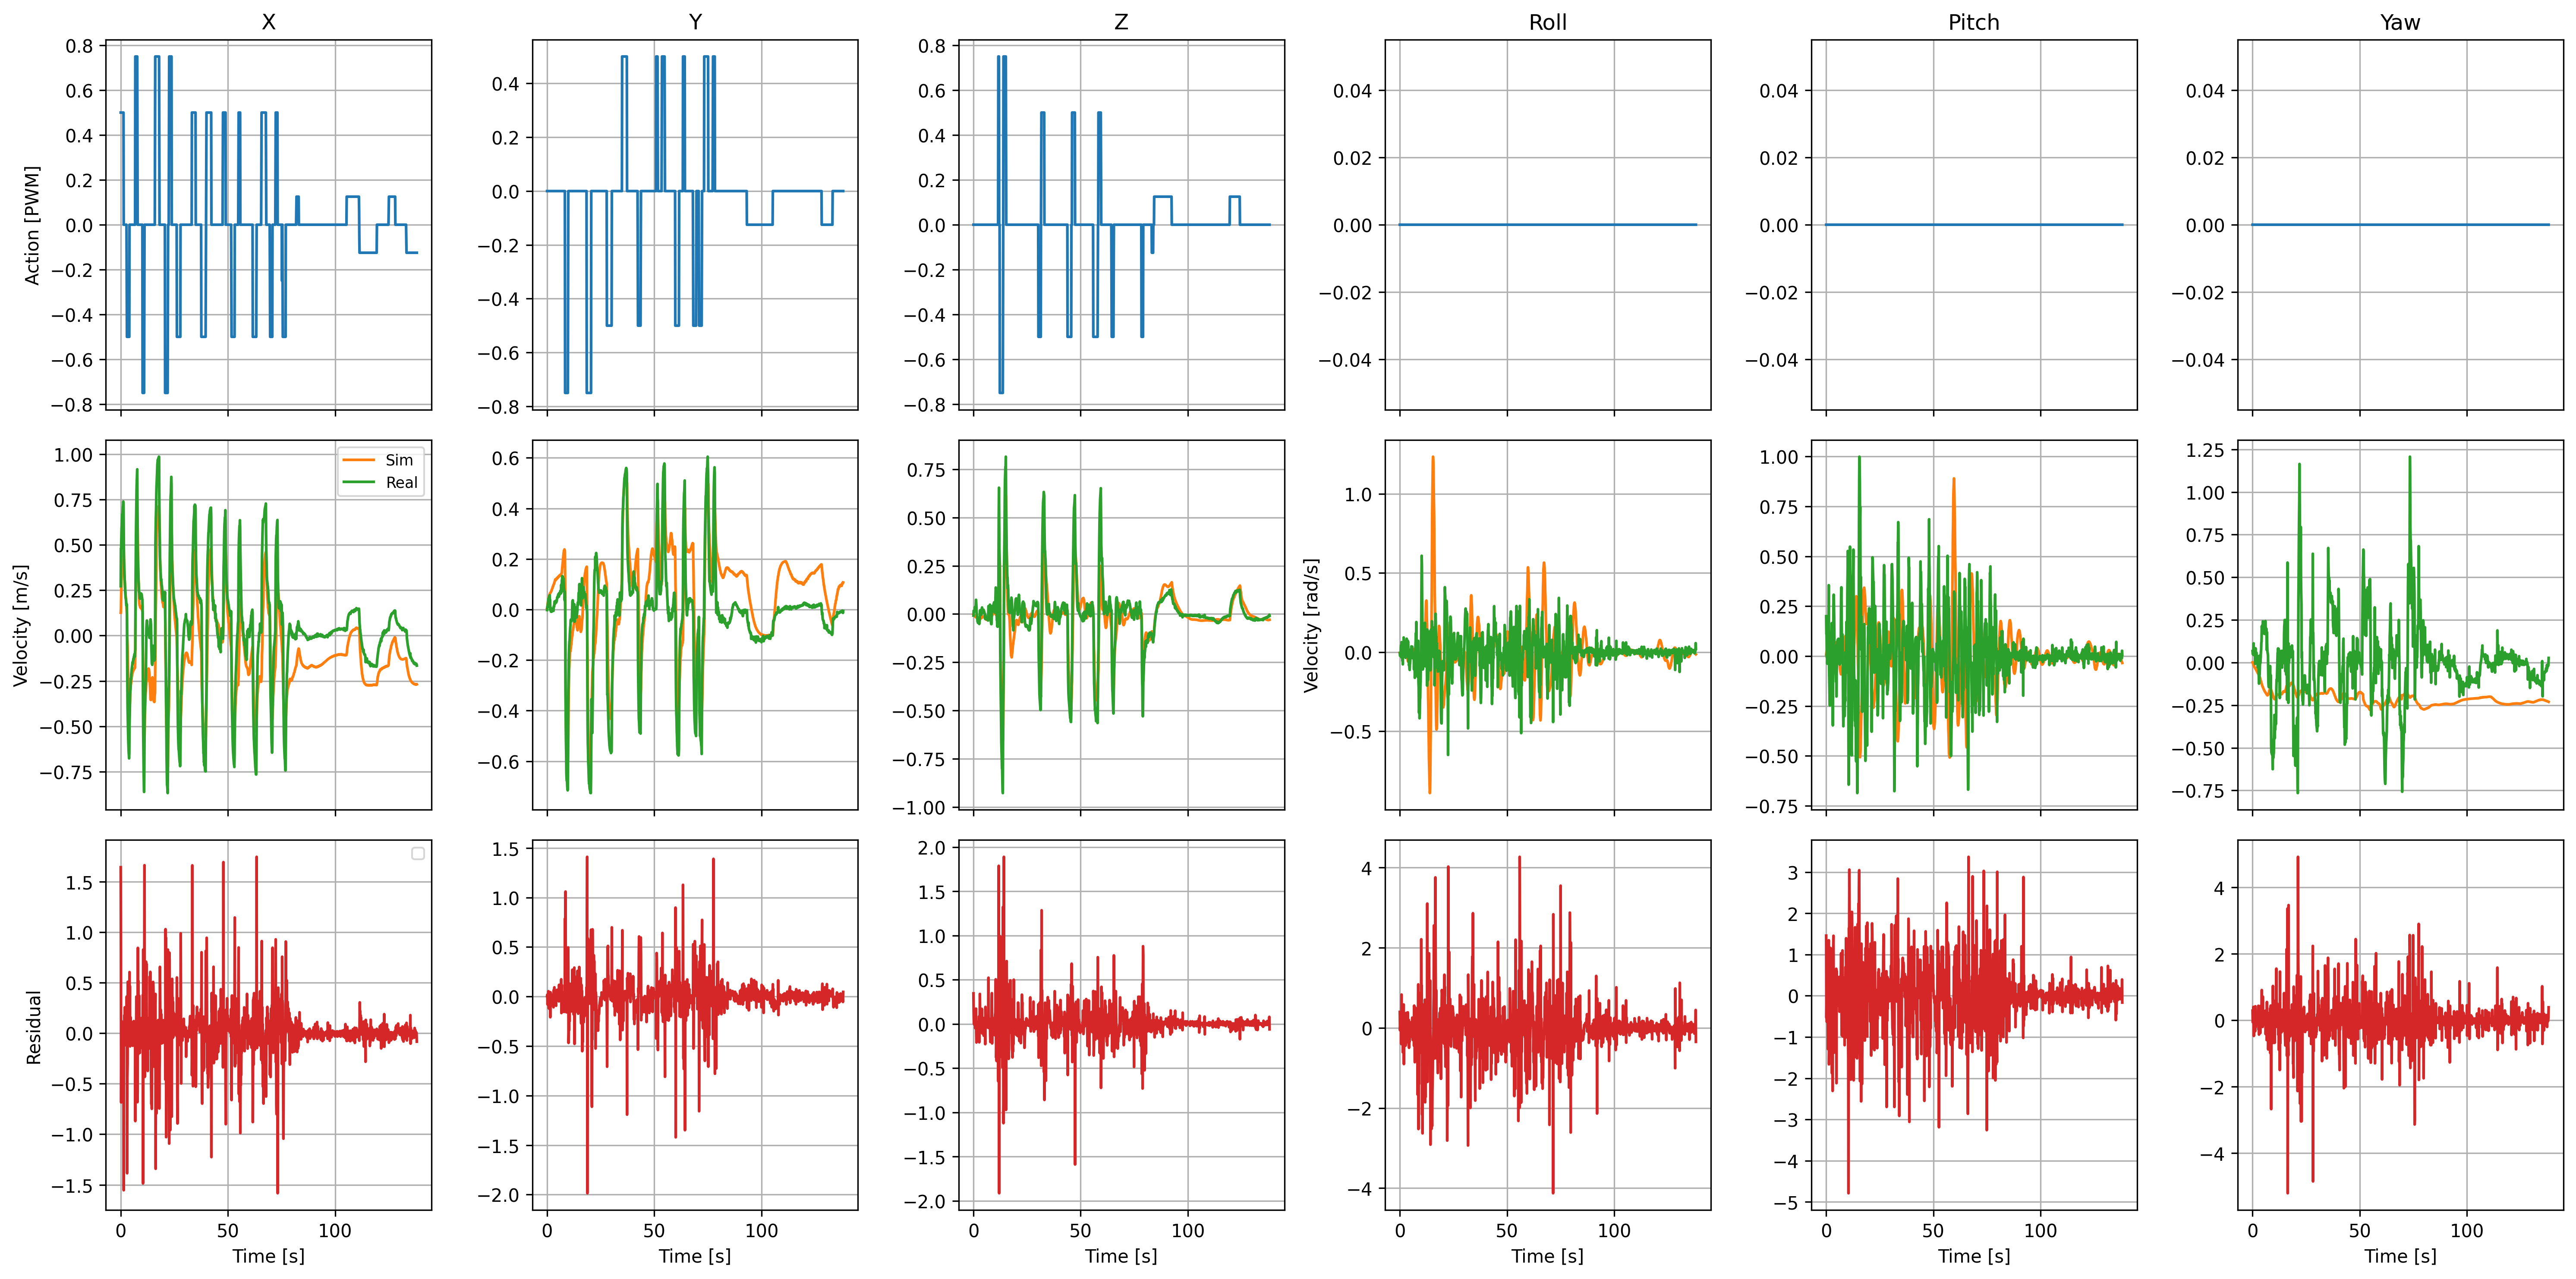 X Y Z Roll Pitch Yaw
Action [PWM]
0.8 0.6 0.4 0.2 0.0 −0.2 −0.4 −0.6 −0.8
0.4 0.2 0.0 −0.2 −0.4 −0.6 −0.8
0.8 0.6 0.4 0.2 0.0 −0.2 −0.4 −0.6 −0.8
0.04 0.02 0.00 −0.02 −0.04
0.04 0.02 0.00 −0.02 −0.04
0.04 0.02 0.00 −0.02 −0.04
Velocity [m/s]
1.00 0.75 0.50 0.25 0.00 −0.25 −0.50 −0.75
Sim
Real
0.6 0.4 0.2 0.0 −0.2 −0.4 −0.6
0.75 0.50 0.25 0.00 −0.25 −0.50 −0.75 −1.00
Velocity [rad/s]
1.0 0.5 0.0 −0.5
1.00 0.75 0.50 0.25 0.00 −0.25 −0.50 −0.75
1.25 1.00 0.75 0.50 0.25 0.00 −0.25 −0.50 −0.75
Residual
1.5 1.0 0.5 0.0 −0.5 −1.0 −1.5
1.5 1.0 0.5 0.0 −0.5 −1.0 −1.5 −2.0
2.0 1.5 1.0 0.5 0.0 −0.5 −1.0 −1.5 −2.0
4 2 0 −2 −4
3 2 1 0 −1 −2 −3 −4 −5
4 2 0 −2 −4
0 50 100 0 50 100 0 50 100 0 50 100 0 50 100 0 50 100
Time [s] Time [s] Time [s] Time [s] Time [s] Time [s]